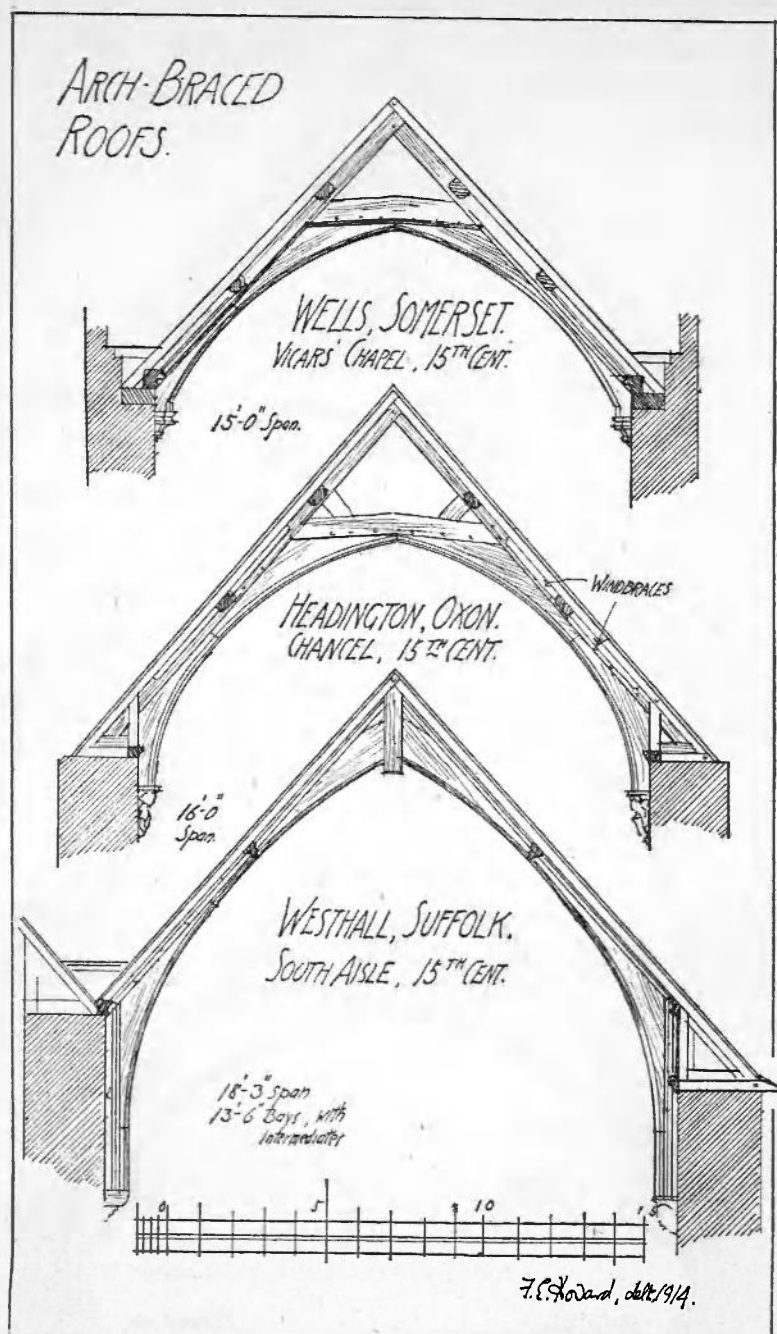 ARCH-BRACED
ROOFS.
WELLS, SOMERSET.
VICARS' CHAPEL, 15TH CENT.
15'-0" Span.
WINDBRACES
HEADINGTON, OXON.
CHANCEL, 15TH CENT.
16'-0"
Span.
WESTHALL, SUFFOLK.
SOUTH AISLE, 15TH CENT.
18'-3" Span
13'-6" Bays, with
Intermediates
0 5 10 15
F.E. Howard, delt 1914.